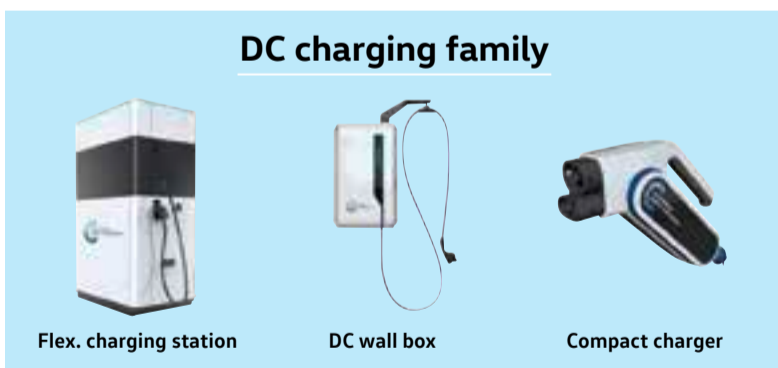 DC charging family
Flex. charging station
DC wall box
Compact charger